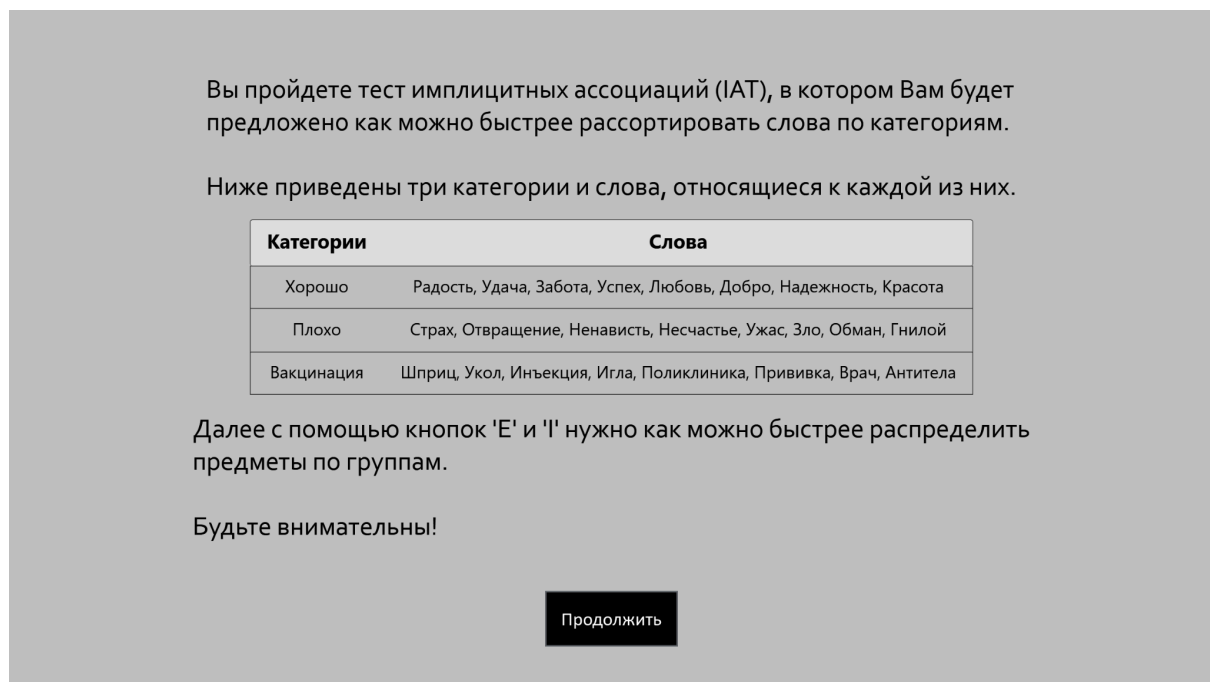 Вы пройдете тест имплицитных ассоциаций (IAT), в котором Вам будет
предложено как можно быстрее рассортировать слова по категориям.
Ниже приведены три категории и слова, относящиеся к каждой из них.
Категории Слова
Хорошо Радость, Удача, Забота, Успех, Любовь, Добро, Надежность, Красота
Плохо Страх, Отвращение, Ненависть, Несчастье, Ужас, Зло, Обман, Гнилой
Вакцинация Шприц, Укол, Инъекция, Игла, Поликлиника, Прививка, Врач, Антитела
Далее с помощью кнопок 'E' и 'I' нужно как можно быстрее распределить
предметы по группам.
Будьте внимательны!
Продолжить